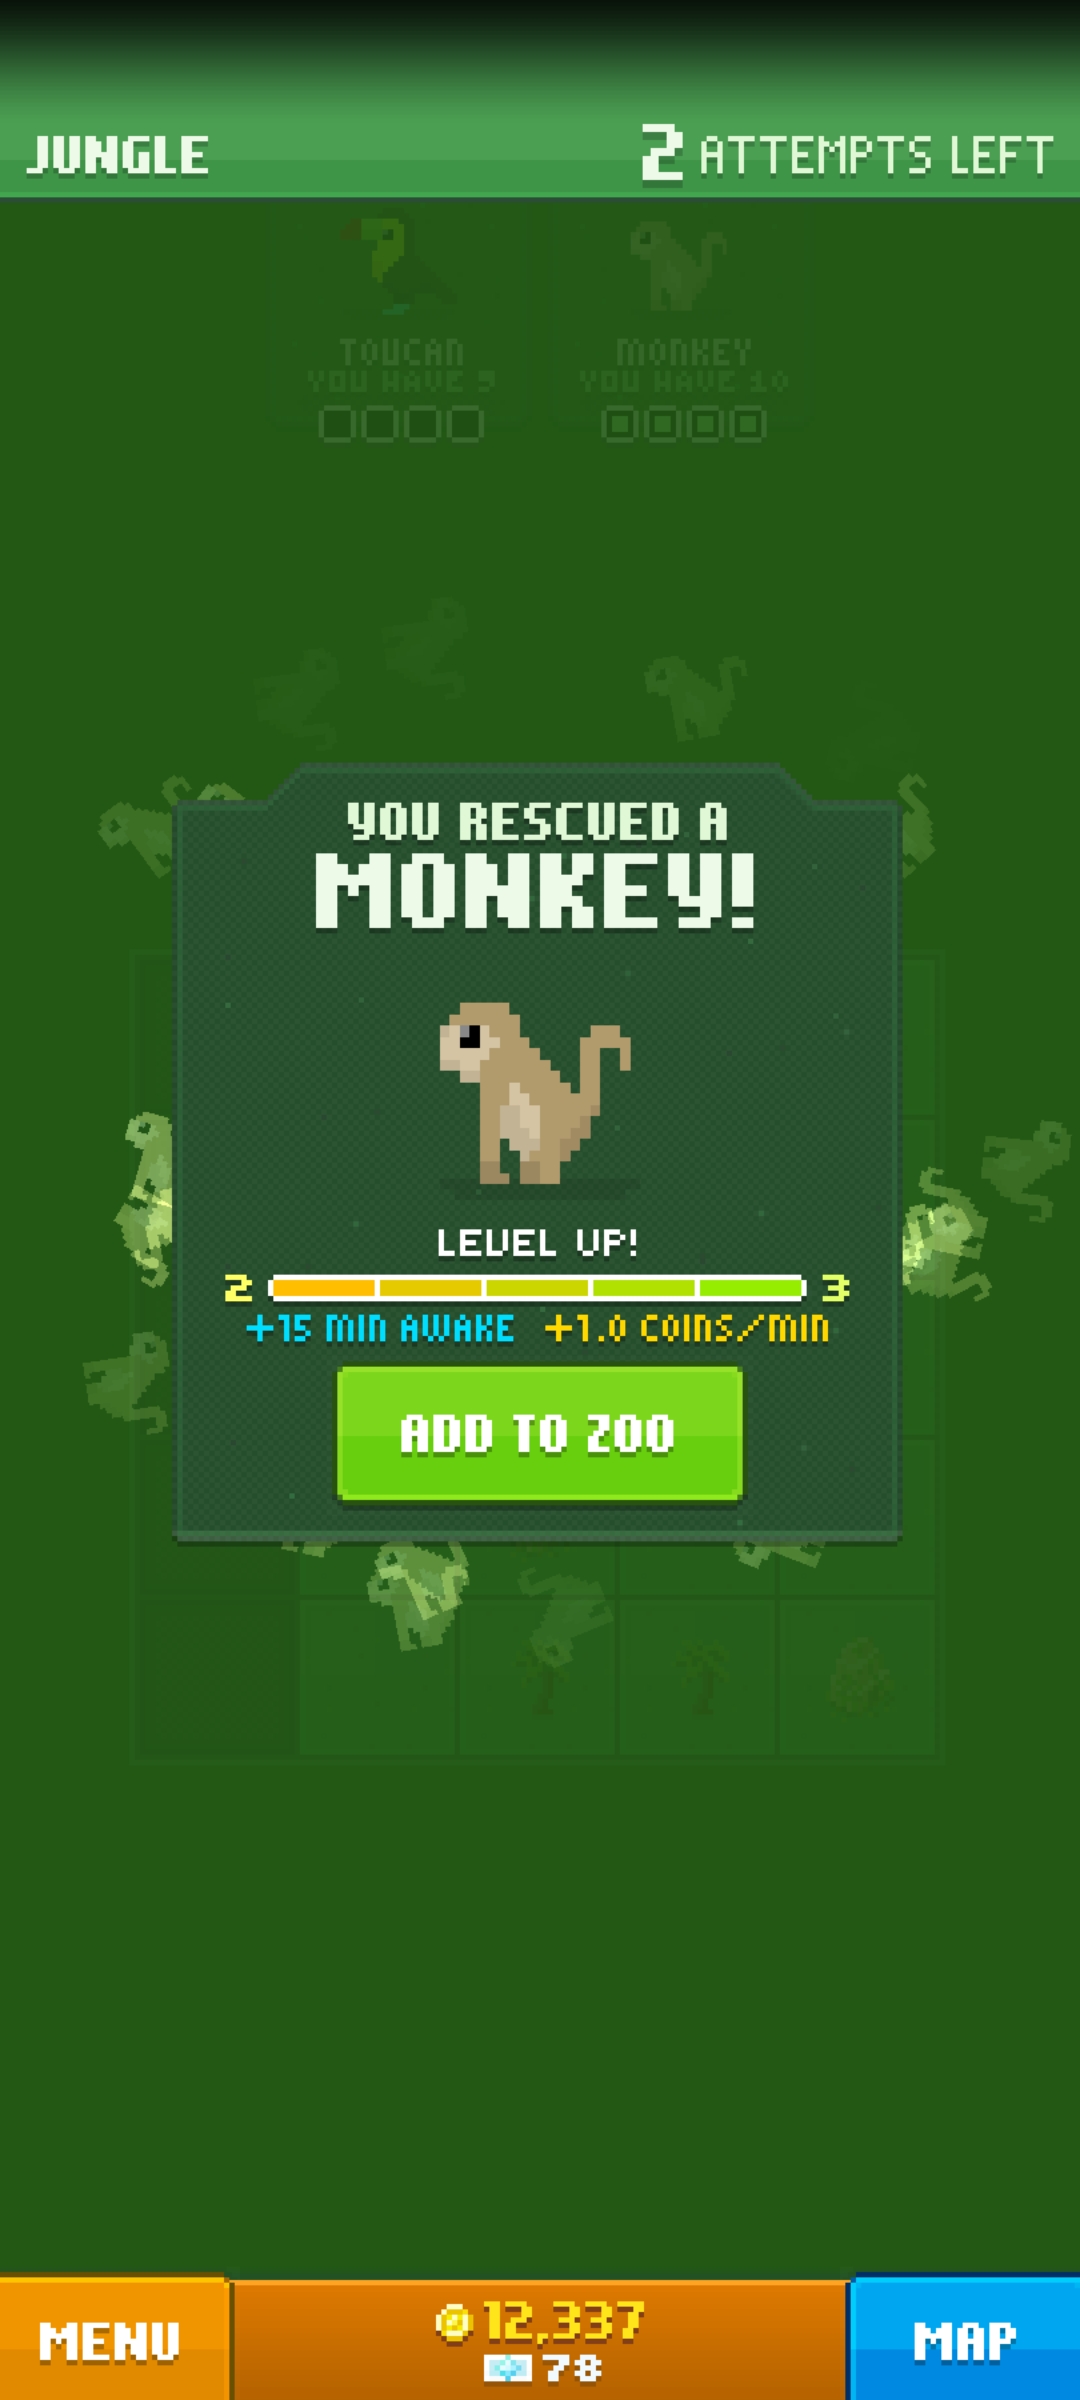 JUNGLE
2 ATTEMPTS LEFT
TOUCAN
MONKEY
YOU HAVE 9
YOU HAVE 10
YOU RESCUED A
MONKEY!
LEVEL UP!
2 3
+15 MIN AWAKE +1.0 COINS/MIN
ADD TO ZOO
MENU
12,337
78
MAP